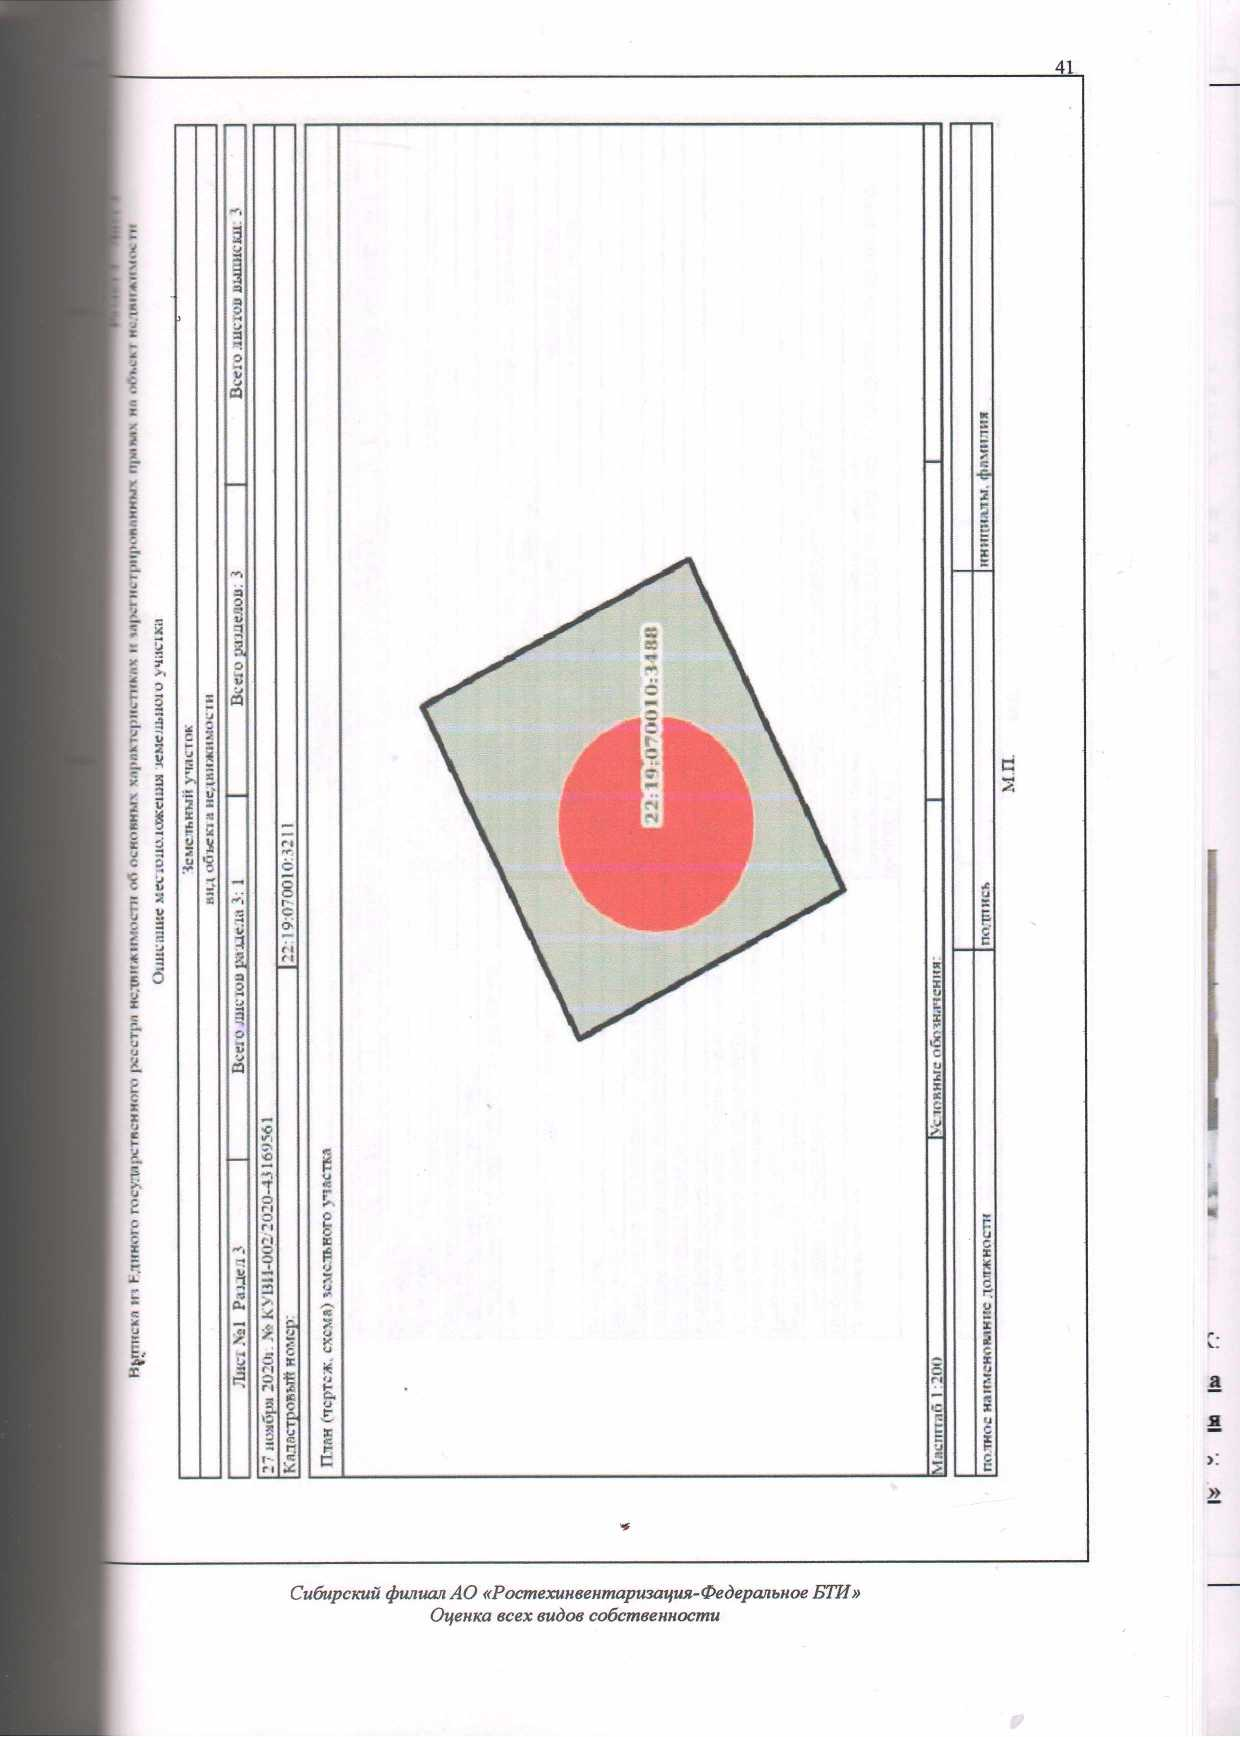 41
Выписка из Единого государственного реестра недвижимости об основных характеристиках и зарегистрированных правах на объект недвижимости
Описание местоположения земельного участка
Земельный участок
вид объекта недвижимости
Лист №1 Раздел 3 Всего листов раздела 3: 1 Всего разделов: 3 Всего листов выписки: 3
27 ноября 2020г. № КУВИ-002/2020-43169561
Кадастровый номер: 22:19:070010:3211
План (чертеж, схема) земельного участка
22:19:070010:3488
Масштаб 1:200 Условные обозначения:
полное наименование должности подпись инициалы, фамилия
М.П.
Сибирский филиал АО «Ростехинвентаризация-Федеральное БТИ»
Оценка всех видов собственности
а
я
»